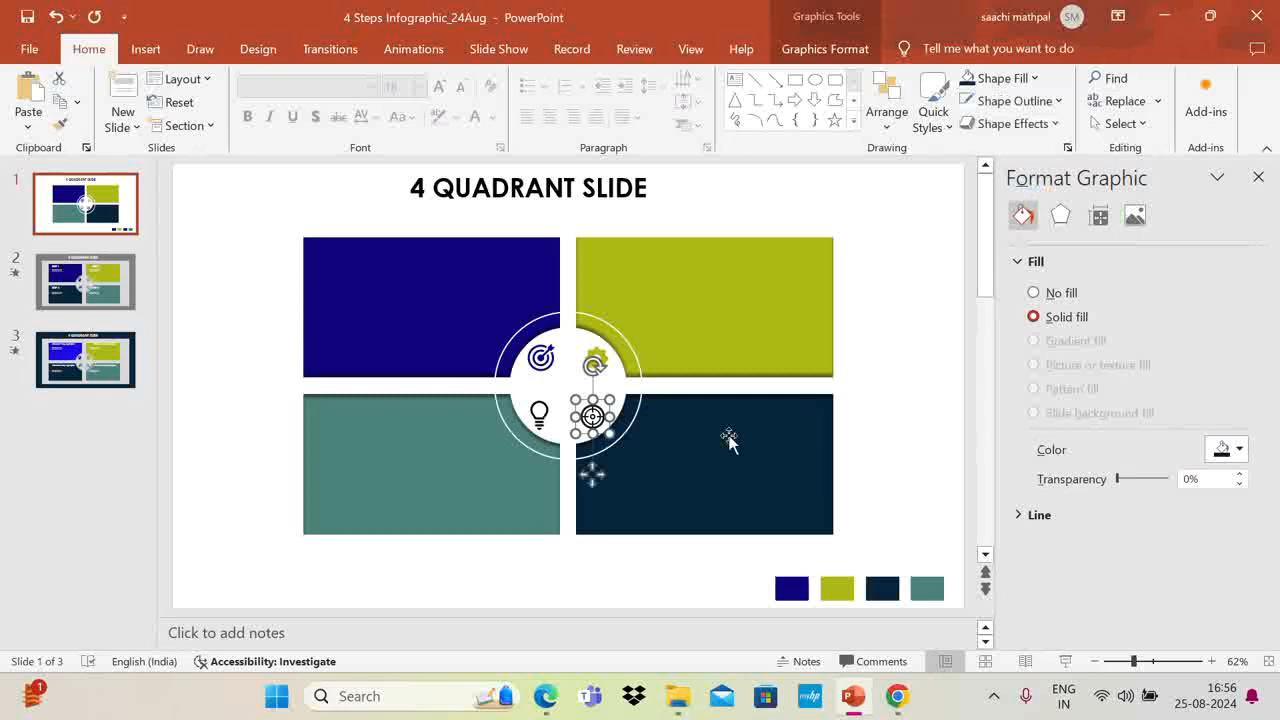 4 Steps Infographic_24Aug - PowerPoint
Graphics Tools
saachi mathpal
SM
File
Home
Insert
Draw
Design
Transitions
Animations
Slide Show
Record
Review
View
Help
Graphics Format
Tell me what you want to do
Paste
Clipboard
New
Slide
Layout
Reset
Section
Slides
Font
Paragraph
Arrange
Quick
Styles
Shape Fill
Shape Outline
Shape Effects
Drawing
Find
Replace
Select
Editing
Add-ins
Add-ins
1
2
3
4 QUADRANT SLIDE
Format Graphic
Fill
No fill
Solid fill
Gradient fill
Picture or texture fill
Pattern fill
Slide background fill
Color
Transparency
0%
Line
Click to add notes
Slide 1 of 3
English (India)
Accessibility: Investigate
Notes
Comments
62%
1
Search
ENG
IN
16:56
25-08-2024